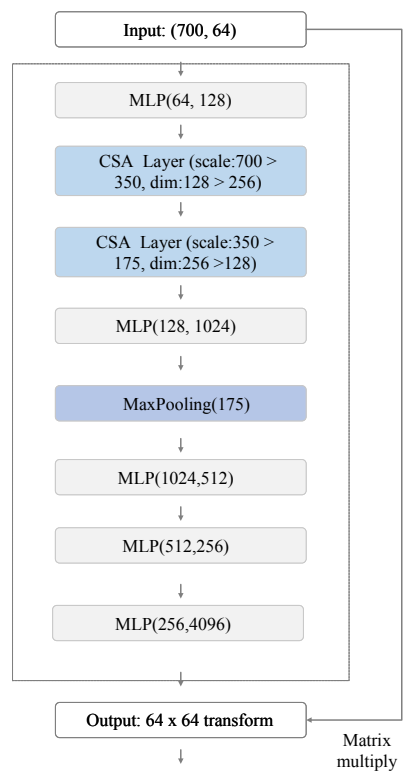 Input: (700, 64)
MLP(64, 128)
CSA Layer (scale:700 >
350, dim:128 > 256)
CSA Layer (scale:350 >
175, dim:256 >128)
MLP(128, 1024)
MaxPooling(175)
MLP(1024,512)
MLP(512,256)
MLP(256,4096)
Output: 64 x 64 transform
Matrix
multiply